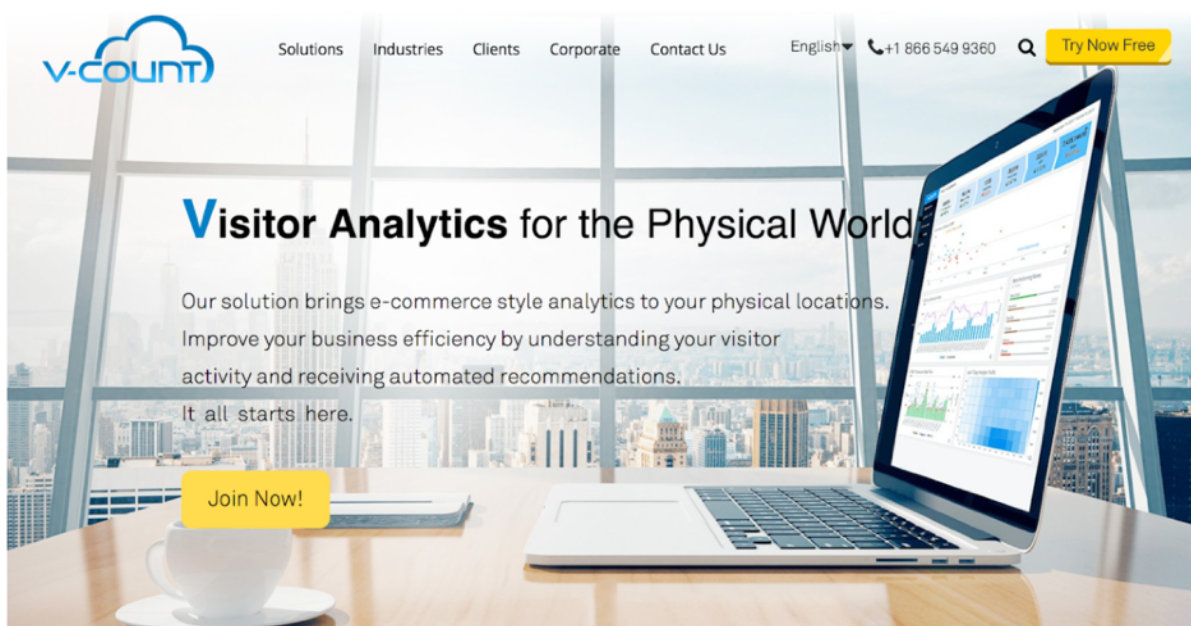 V-COUNT
Solutions Industries Clients Corporate Contact Us English +1 866 549 9360 Try Now Free
Visitor Analytics for the Physical World
Our solution brings e-commerce style analytics to your physical locations.
Improve your business efficiency by understanding your visitor
activity and receiving automated recommendations.
It all starts here.
Join Now!